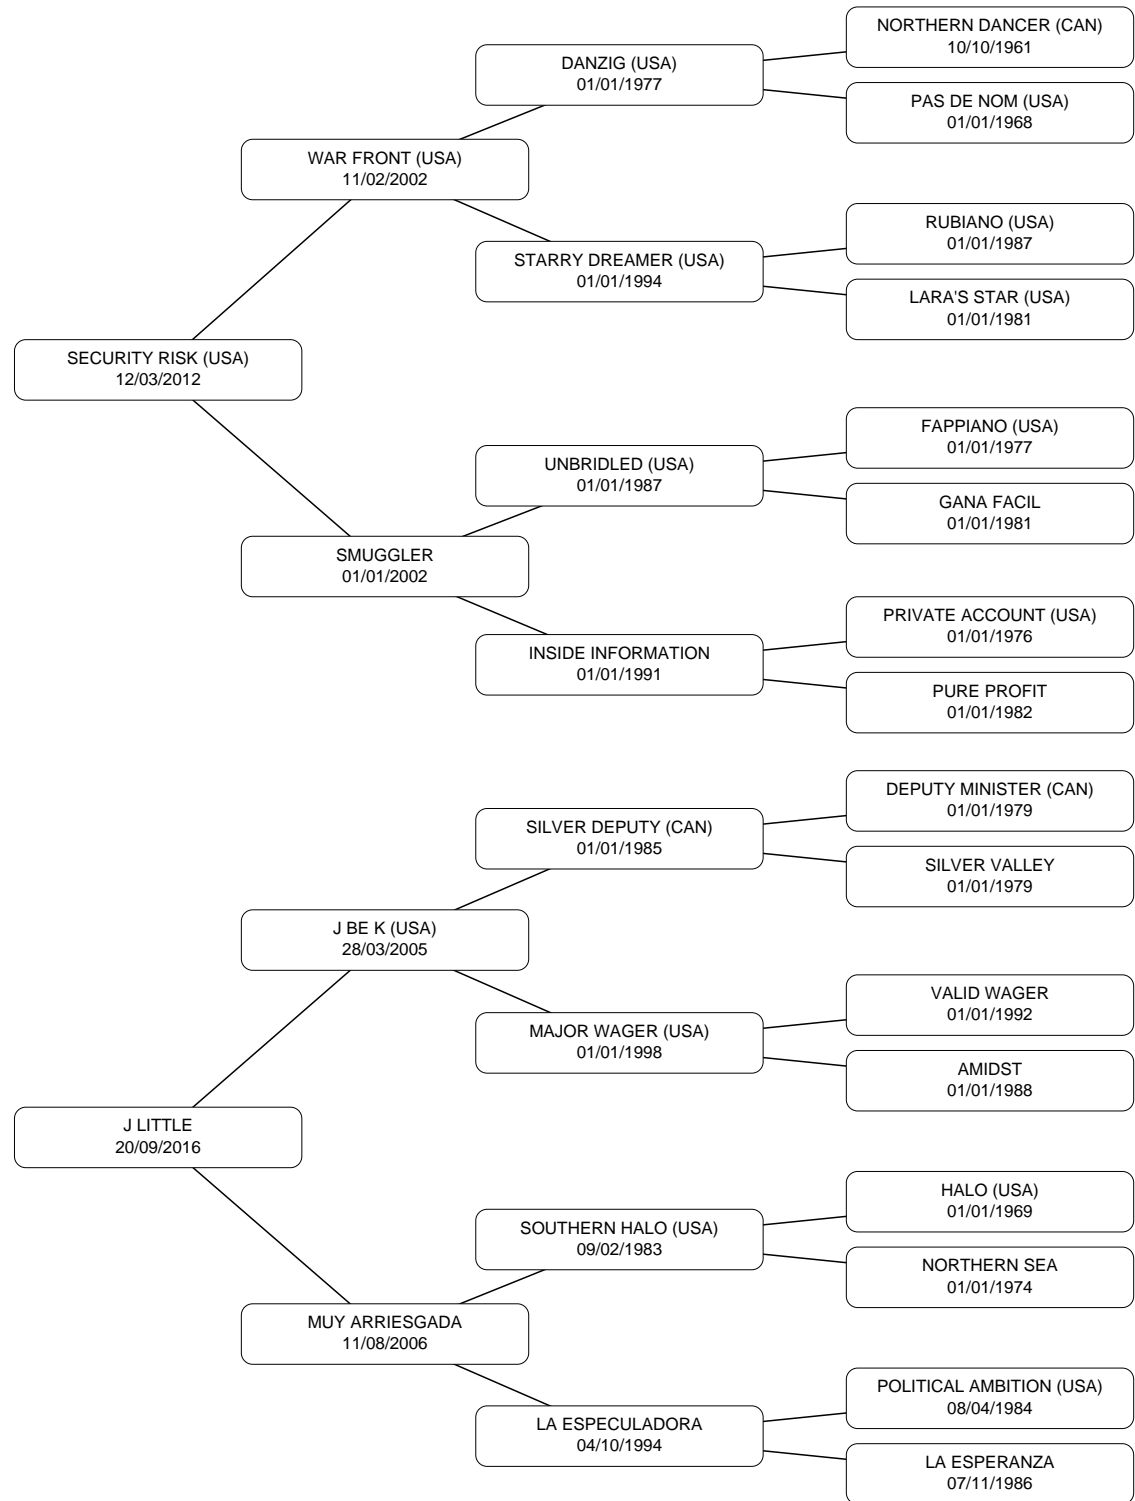 NORTHERN DANCER (CAN)
10/10/1961
DANZIG (USA)
01/01/1977
PAS DE NOM (USA)
01/01/1968
WAR FRONT (USA)
11/02/2002
RUBIANO (USA)
01/01/1987
STARRY DREAMER (USA)
01/01/1994
LARA'S STAR (USA)
01/01/1981
SECURITY RISK (USA)
12/03/2012
FAPPIANO (USA)
01/01/1977
UNBRIDLED (USA)
01/01/1987
GANA FACIL
01/01/1981
SMUGGLER
01/01/2002
PRIVATE ACCOUNT (USA)
01/01/1976
INSIDE INFORMATION
01/01/1991
PURE PROFIT
01/01/1982
DEPUTY MINISTER (CAN)
01/01/1979
SILVER DEPUTY (CAN)
01/01/1985
SILVER VALLEY
01/01/1979
J BE K (USA)
28/03/2005
VALID WAGER
01/01/1992
MAJOR WAGER (USA)
01/01/1998
AMIDST
01/01/1988
J LITTLE
20/09/2016
HALO (USA)
01/01/1969
SOUTHERN HALO (USA)
09/02/1983
NORTHERN SEA
01/01/1974
MUY ARRIESGADA
11/08/2006
POLITICAL AMBITION (USA)
08/04/1984
LA ESPECULADORA
04/10/1994
LA ESPERANZA
07/11/1986